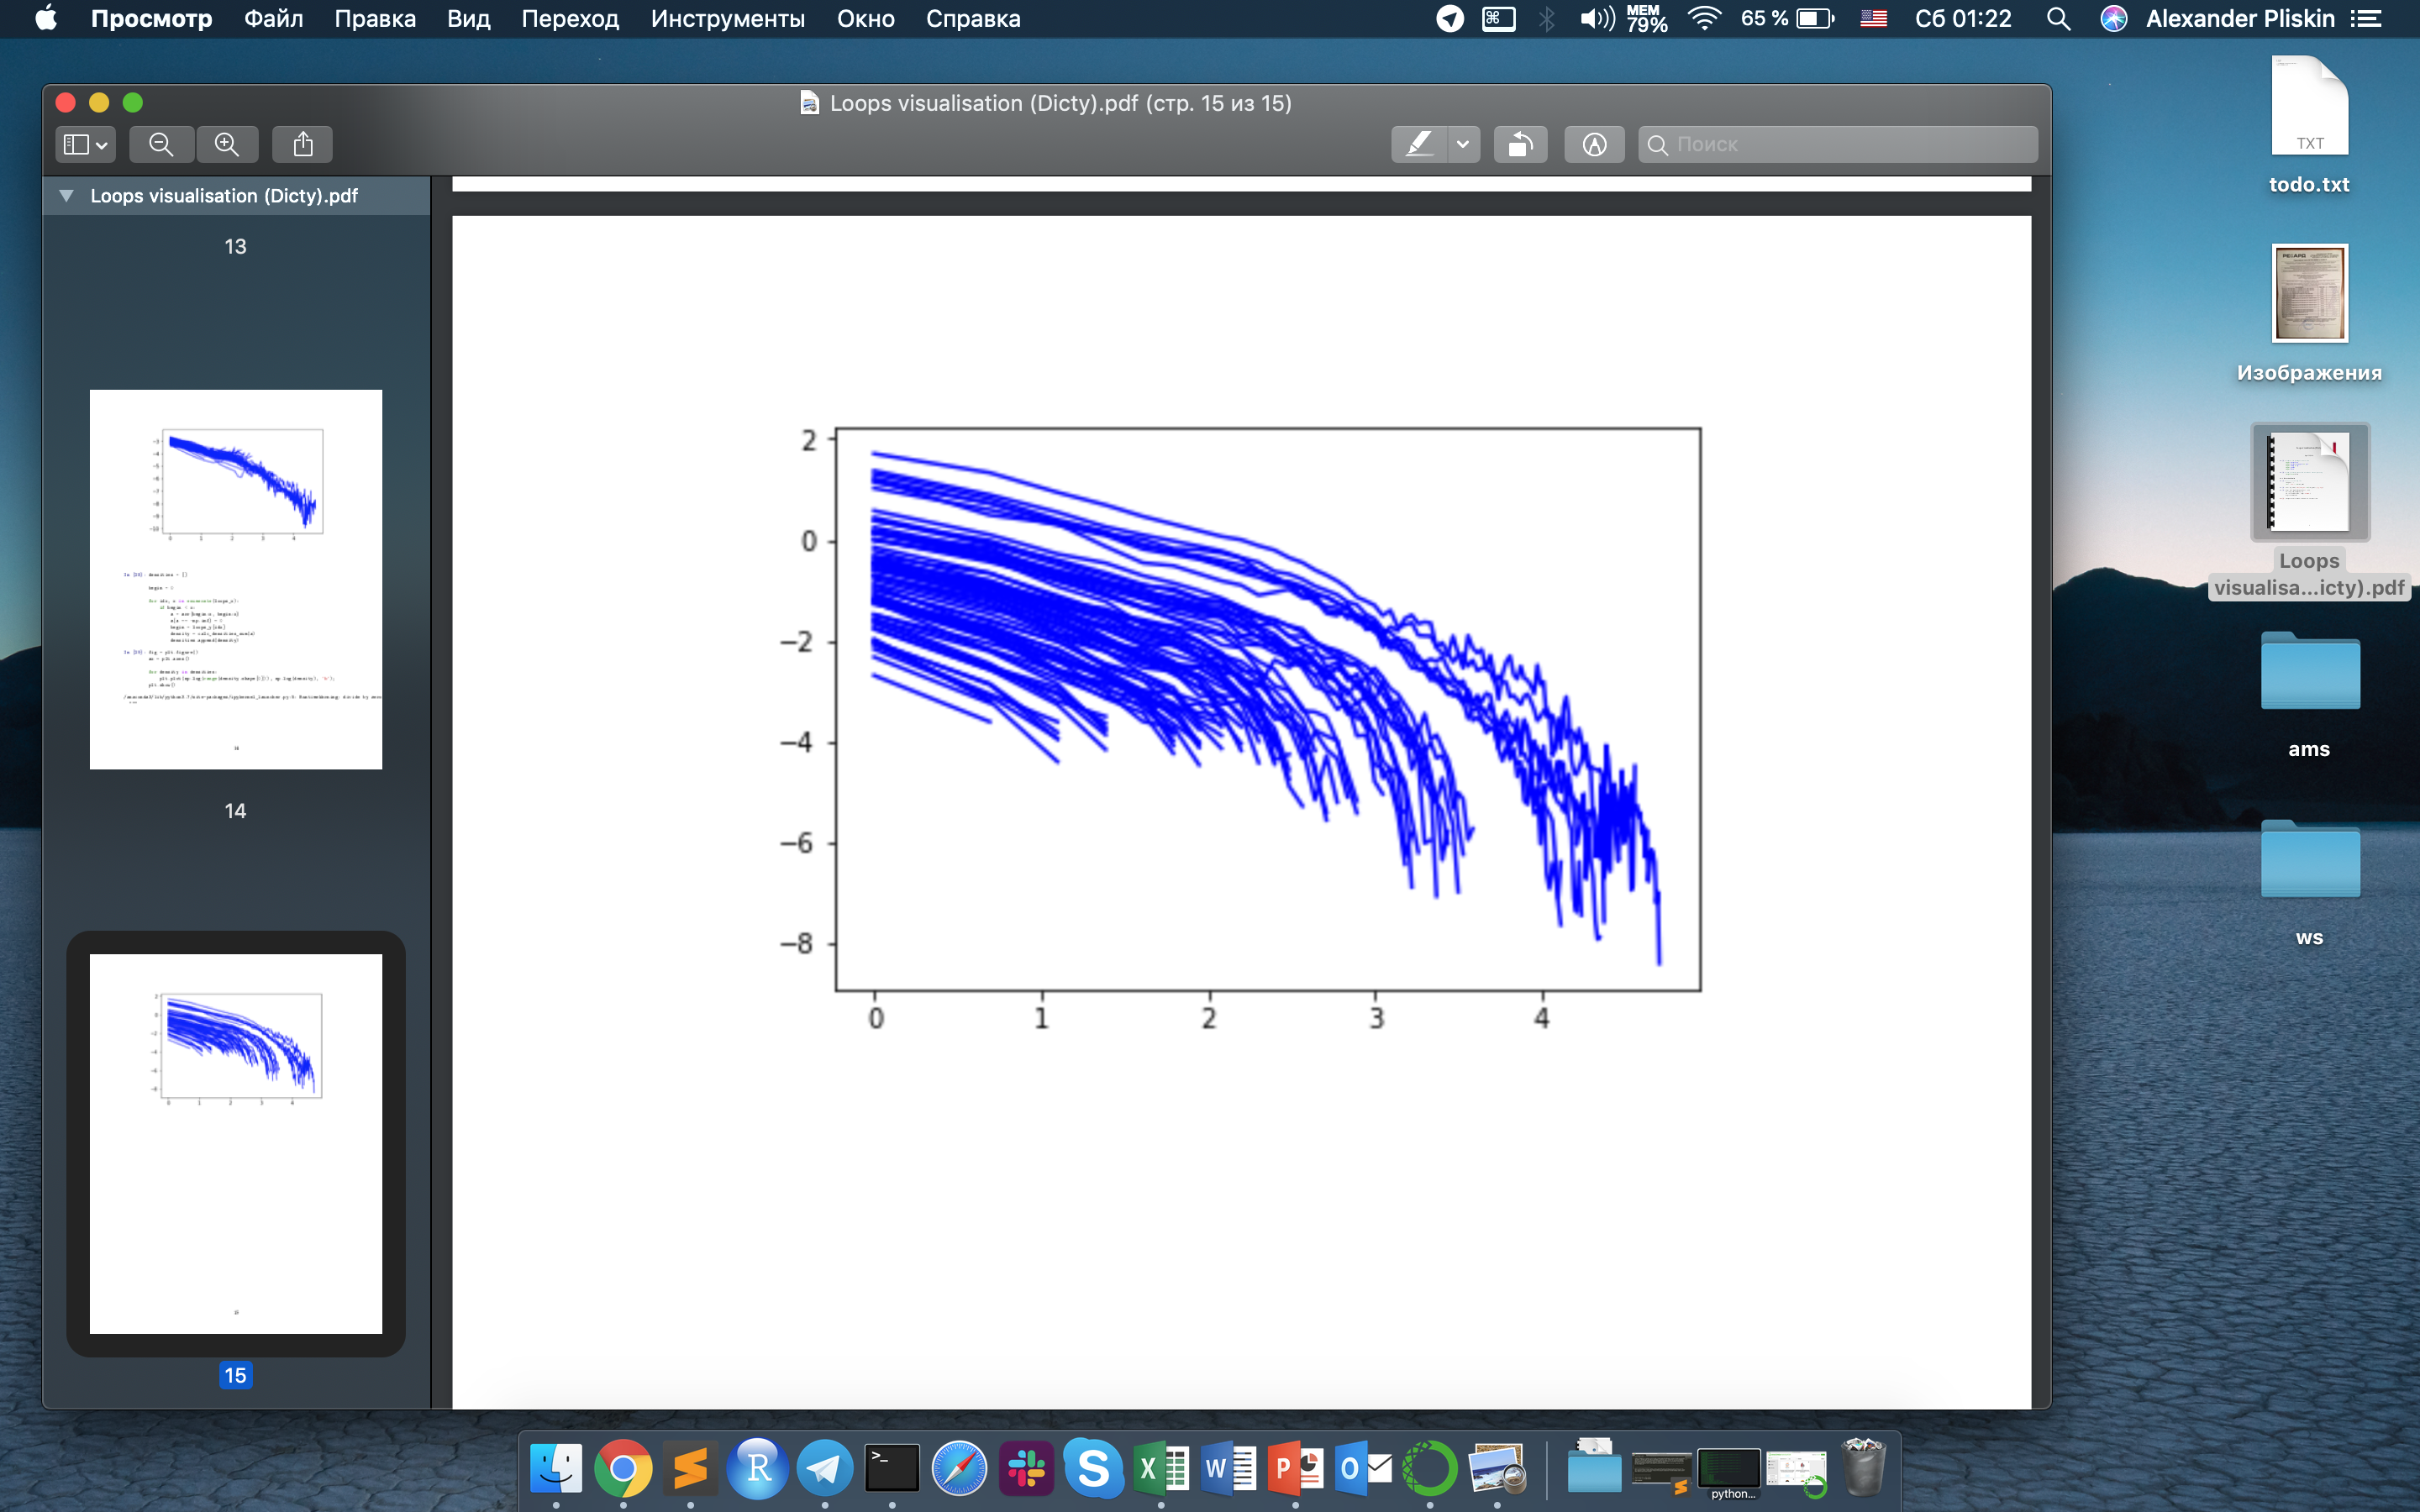 Просмотр Файл Правка Вид Переход Инструменты Окно Справка MEM 79% 65 % Сб 01:22 Alexander Pliskin
Loops visualisation (Dicty).pdf (стр. 15 из 15)
Поиск
Loops visualisation (Dicty).pdf
13
14
15
2
0
−2
−4
−6
−8
0 1 2 3 4
TXT
todo.txt
Изображения
Loops
visualisa...icty).pdf
ams
ws
python...